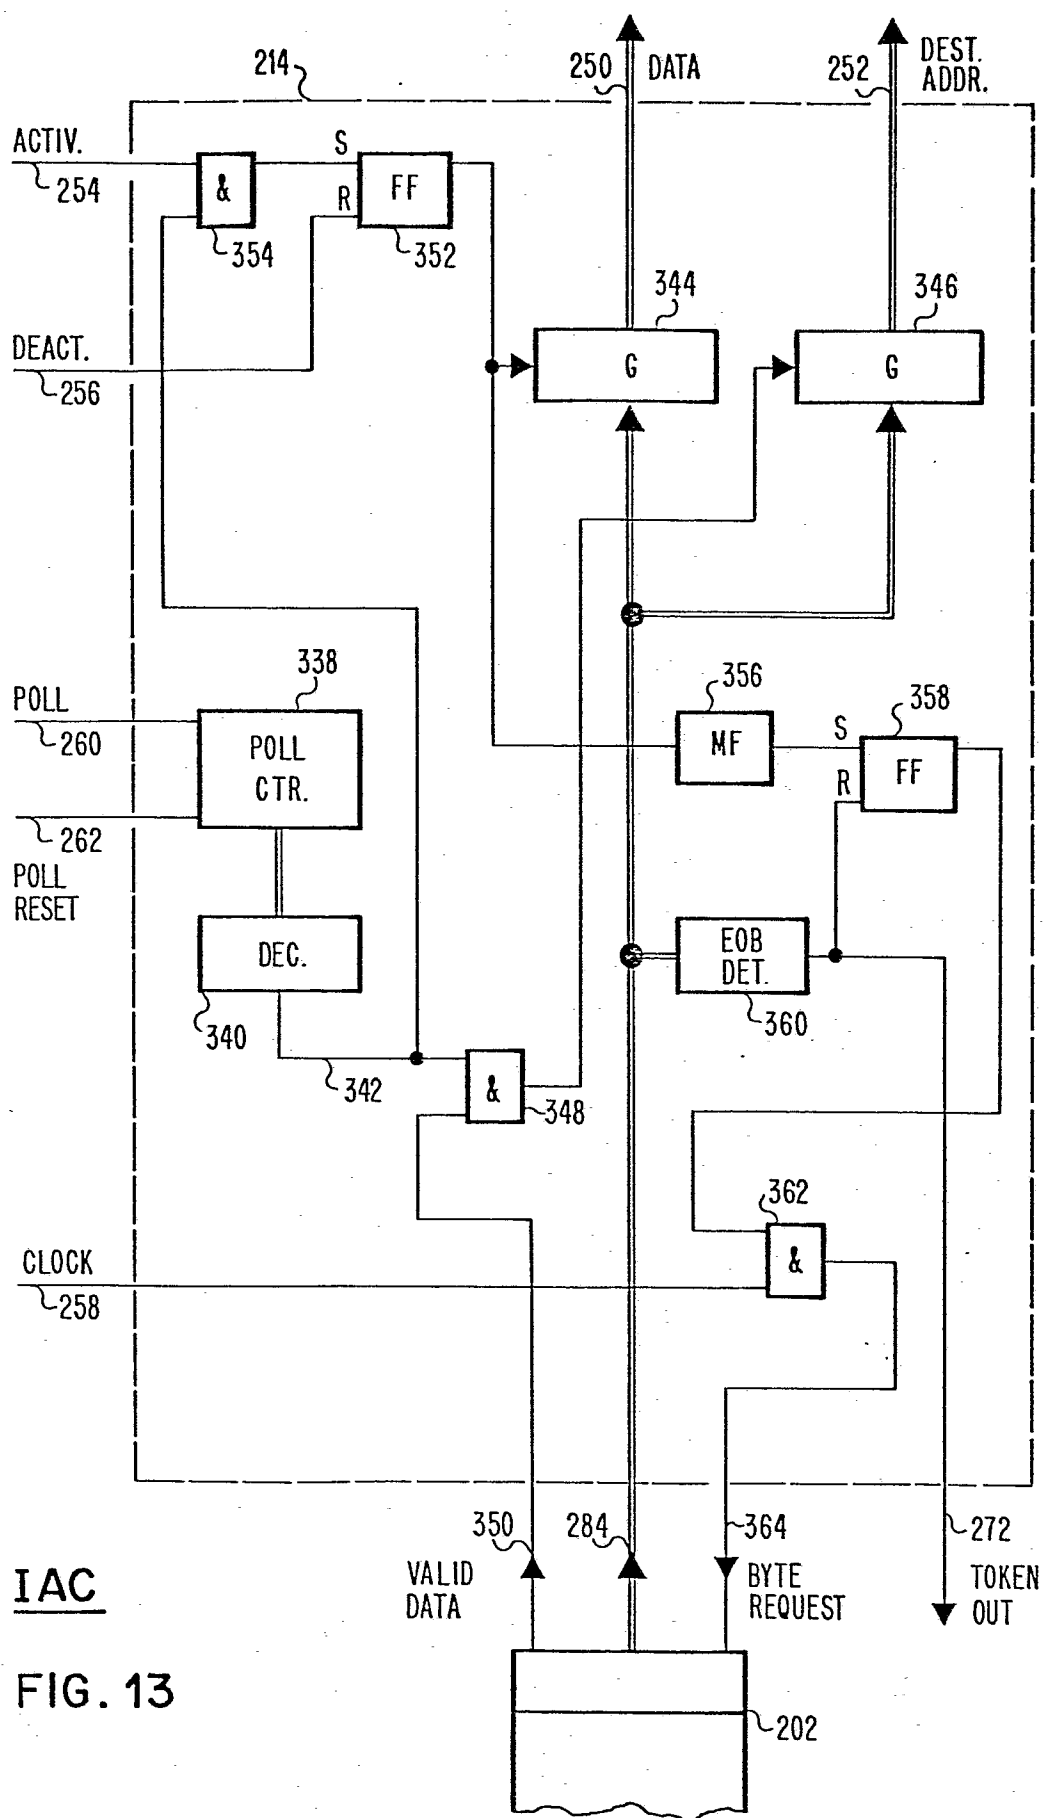 214
250
DATA
252
DEST.
ADDR.
ACTIV.
254
&
354
S
R
FF
352
344
G
346
G
DEACT.
256
POLL
260
338
POLL
CTR.
262
POLL
RESET
DEC.
340
342
&
348
356
MF
S
R
358
FF
EOB
DET.
360
362
&
CLOCK
258
350
VALID
DATA
284
364
BYTE
REQUEST
272
TOKEN
OUT
IAC
FIG. 13
202